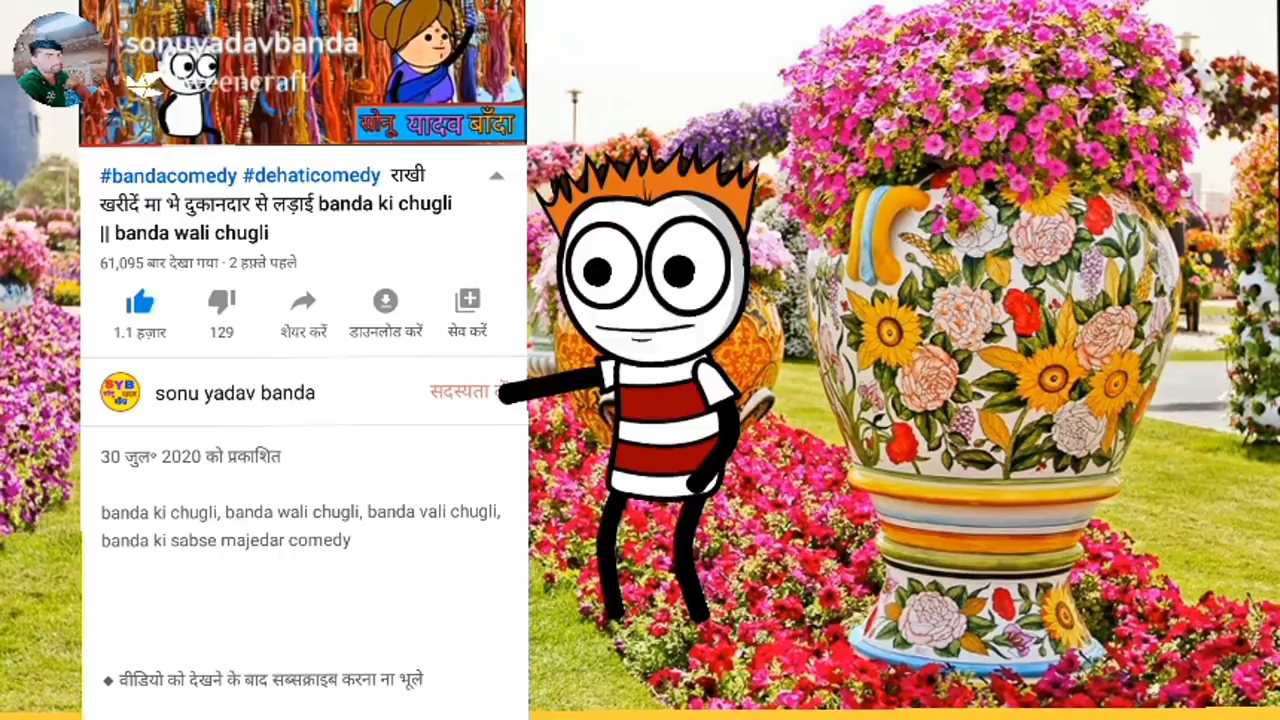 sonuyadavbanda
weencraft
सोनू यादव बाँदा
#bandacomedy #dehaticomedy राखी
खरीदें मा भे दुकानदार से लड़ाई banda ki chugli
|| banda wali chugli
61,095 बार देखा गया · 2 हफ़्ते पहले
1.1 हज़ार
129
शेयर करें
डाउनलोड करें
सेव करें
SYB
sonu yadav banda
सदस्यता
30 जुल॰ 2020 को प्रकाशित
banda ki chugli, banda wali chugli, banda vali chugli,
banda ki sabse majedar comedy
◆ वीडियो को देखने के बाद सब्सक्राइब करना ना भूले